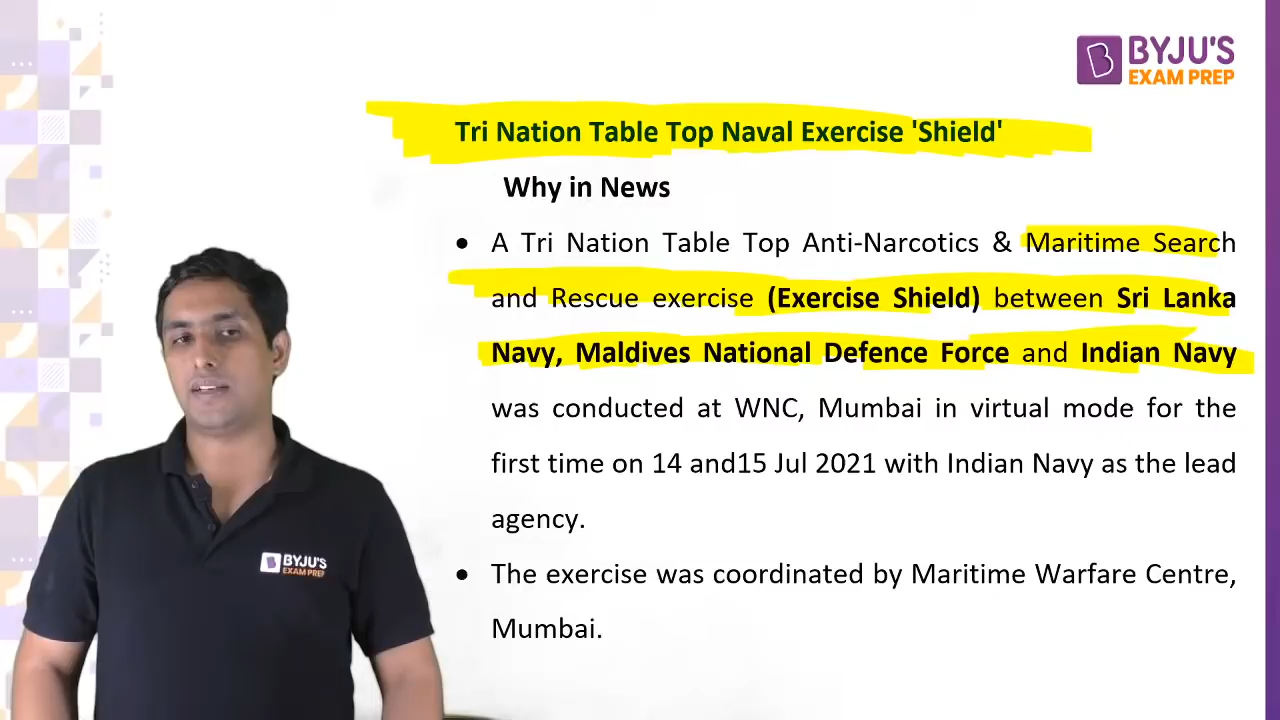 BYJU'S
EXAM PREP
Tri Nation Table Top Naval Exercise 'Shield'
Why in News
• A Tri Nation Table Top Anti-Narcotics & Maritime Search
and Rescue exercise (Exercise Shield) between Sri Lanka
Navy, Maldives National Defence Force and Indian Navy
was conducted at WNC, Mumbai in virtual mode for the
first time on 14 and15 Jul 2021 with Indian Navy as the lead
agency.
• The exercise was coordinated by Maritime Warfare Centre,
Mumbai.
BYJU'S
EXAM PREP